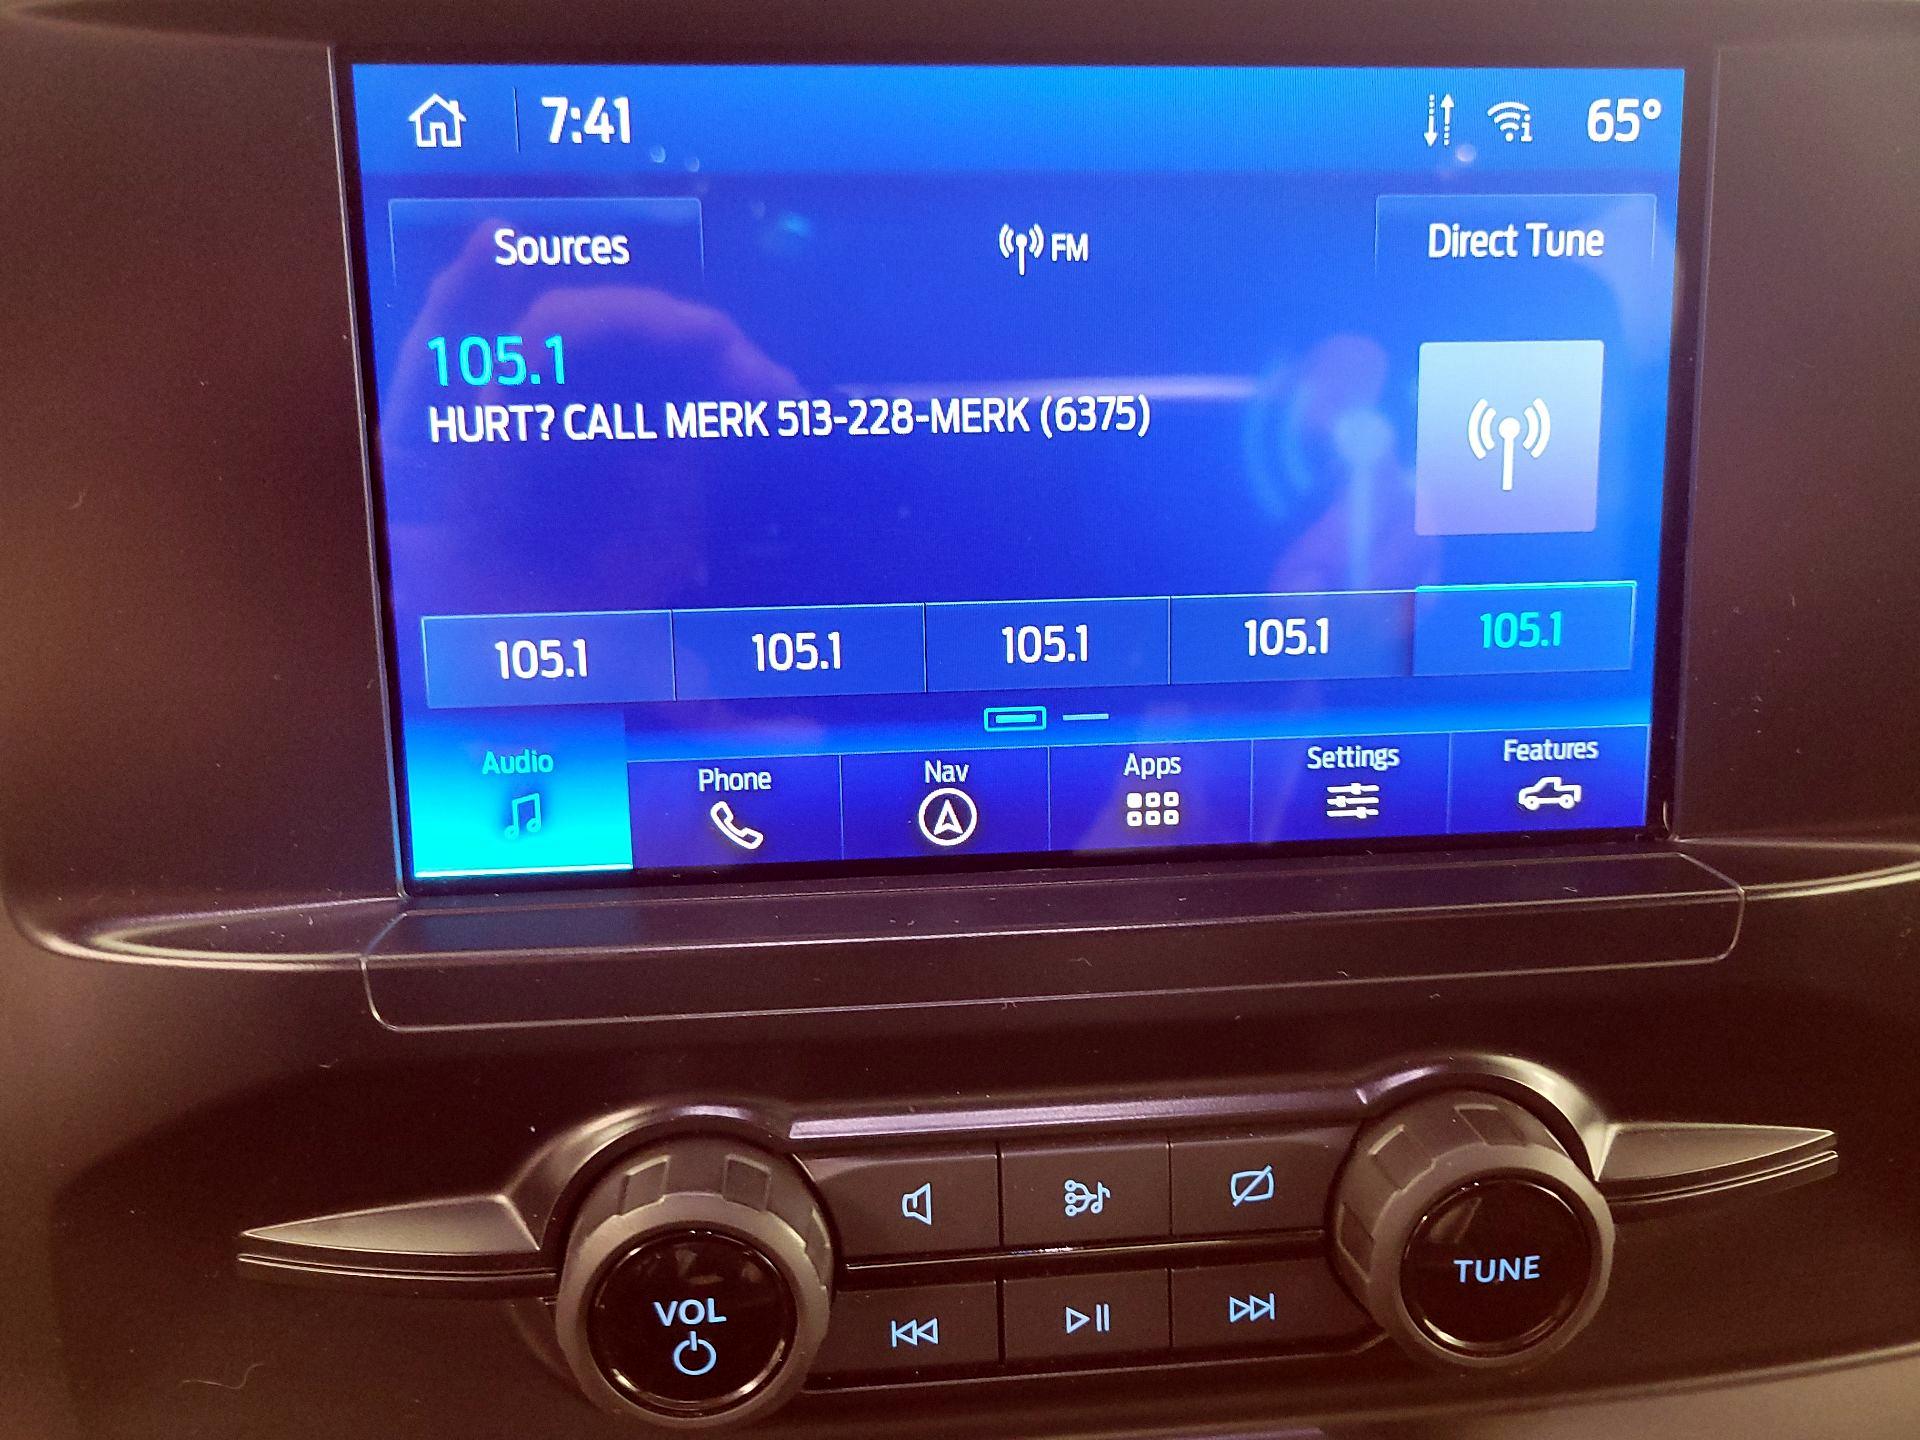 7:41
65°
Sources
FM
Direct Tune
105.1
HURT? CALL MERK 513-228-MERK (6375)
105.1
105.1
105.1
105.1
105.1
Audio
Phone
Nav
Apps
Settings
Features
VOL
TUNE